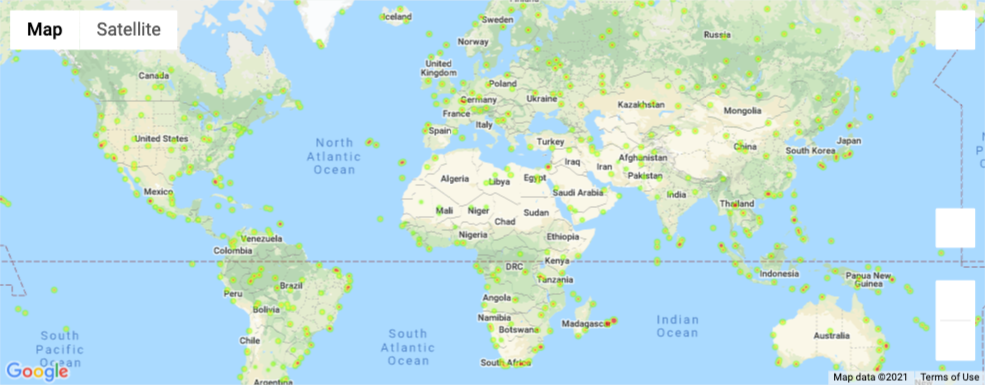 Iceland
Sweden
Russia
Map
Satellite
Norway
Canada
United
Kingdom
Poland
Germany
Ukraine
Kazakhstan
Mongolia
France
Italy
United States
Spain
Turkey
China
Japan
South Korea
North
Atlantic
Ocean
Iraq
Iran
Afghanistan
Pakistan
Algeria
Libya
Egypt
Saudi Arabia
India
Mexico
Thailand
Mali
Niger
Sudan
Chad
Nigeria
Ethiopia
Venezuela
Colombia
Kenya
DRC
Indonesia
Papua New
Guinea
Tanzania
Brazil
Peru
Angola
Bolivia
Namibia
Madagascar
Botswana
Indian
Ocean
Australia
South
Pacific
Ocean
Chile
South
Atlantic
Ocean
South Africa
Google
Argentina
Map data ©2021
Terms of Use